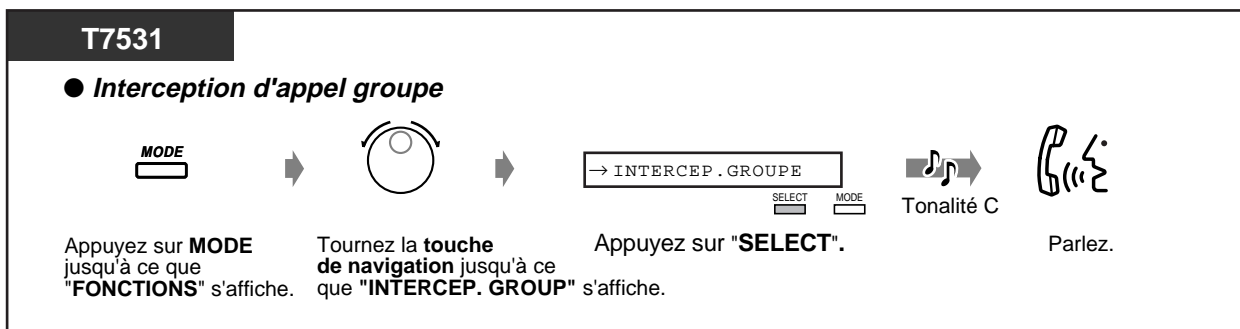 T7531
● Interception d'appel groupe
MODE
→ INTERCEP.GROUPE
SELECT MODE
Tonalité C
Appuyez sur MODE
jusqu'à ce que
"FONCTIONS" s'affiche.
Tournez la touche
de navigation jusqu'à ce
que "INTERCEP. GROUP" s'affiche.
Appuyez sur "SELECT".
Parlez.